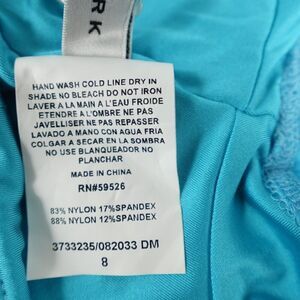 R K
HAND WASH COLD LINE DRY IN
SHADE NO BLEACH DO NOT IRON
LAVER A LA MAIN A L'EAU FROIDE
ETENDRE A L'OMBRE NE PAS
JAVELLISER NE PAS REPASSER
LAVADO A MANO CON AGUA FRIA
COLGAR A SECAR EN LA SOMBRA
NO USE BLANQUEADOR NO
PLANCHAR
MADE IN CHINA
RN#59526
83% NYLON 17%SPANDEX
88% NYLON 12%SPANDEX
3733235/082033 DM
8